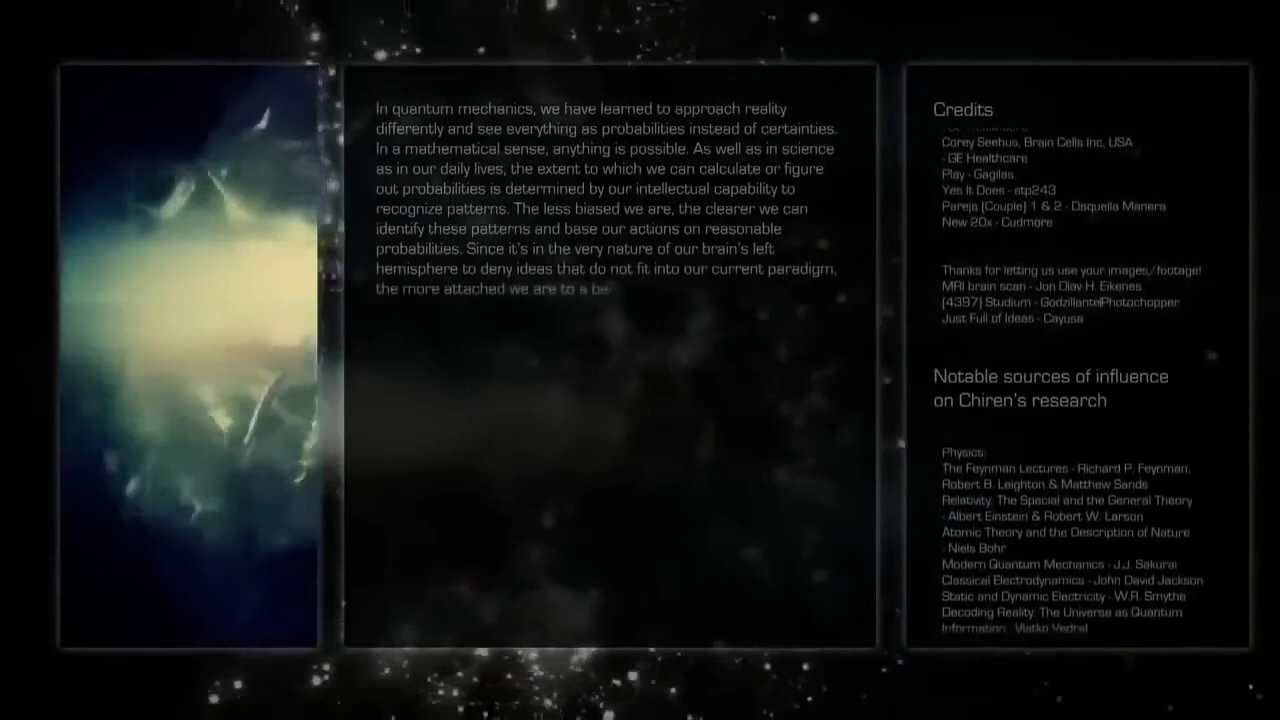 In quantum mechanics, we have learned to approach reality
differently and see everything as probabilities instead of certainties.
In a mathematical sense, anything is possible. As well as in science
as in our daily lives, the extent to which we can calculate or figure
out probabilities is determined by our intellectual capability to
recognize patterns. The less biased we are, the clearer we can
identify these patterns and base our actions on reasonable
probabilities. Since it's in the very nature of our brain's left
hemisphere to deny ideas that do not fit into our current paradigm,
the more attached we are to a be
Credits
Corey Seehus, Brain Cells Inc, USA
- GE Healthcare
Play - Gagilas
Yes It Does - stp243
Pareja (Couple) 1 & 2 - Daquella Manera
New 20x - Cudmore
Thanks for letting us use your images/footage!
MRI brain scan - Jon Olav H. Eikenes
(4397) Studium - Godzillante|Photochopper
Just Full of Ideas - Cayusa
Notable sources of influence
on Chiren's research
Physics:
The Feynman Lectures - Richard P. Feynman,
Robert B. Leighton & Matthew Sands
Relativity: The Special and the General Theory
- Albert Einstein & Robert W. Larson
Atomic Theory and the Description of Nature
- Niels Bohr
Modern Quantum Mechanics - J.J. Sakurai
Classical Electrodynamics - John David Jackson
Static and Dynamic Electricity - W.R. Smythe
Decoding Reality: The Universe as Quantum
Information - Vlatko Vedral